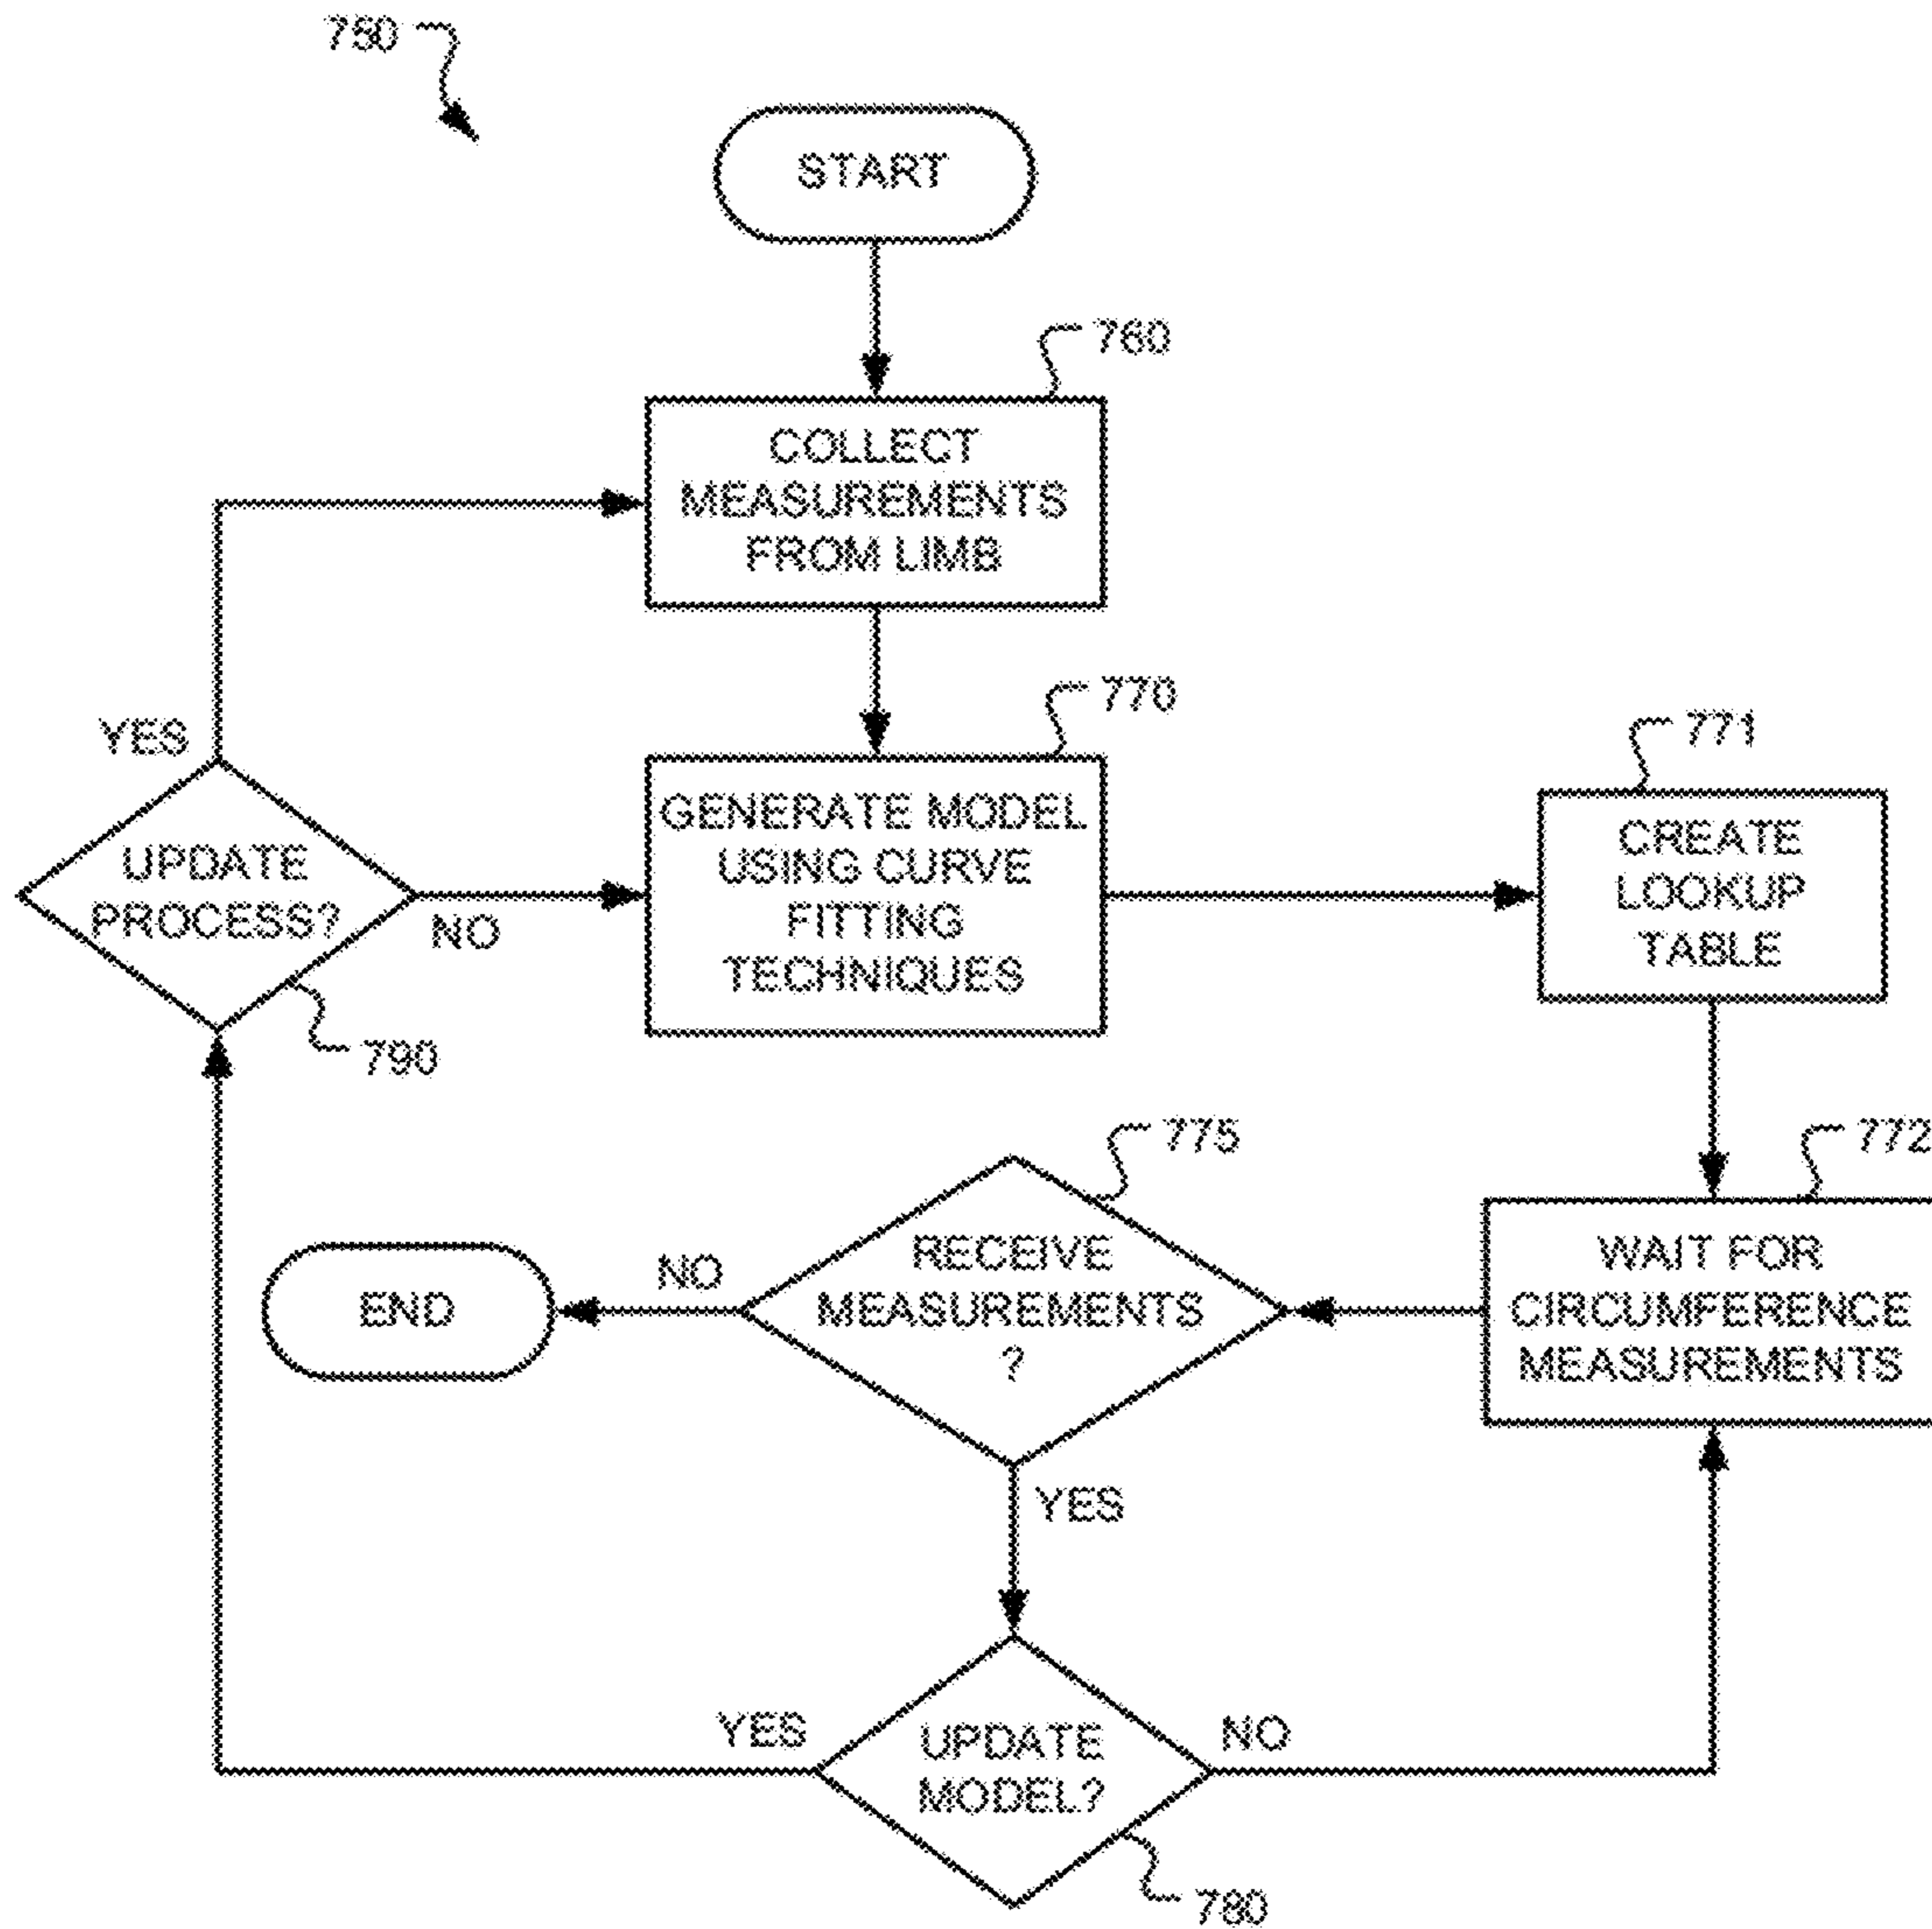 750
START
760
COLLECT
MEASUREMENTS
FROM LIMB
770
GENERATE MODEL
USING CURVE
FITTING
TECHNIQUES
771
CREATE
LOOKUP
TABLE
YES
UPDATE
PROCESS?
NO
790
775
772
RECEIVE
MEASUREMENTS
?
WAIT FOR
CIRCUMFERENCE
MEASUREMENTS
NO
END
YES
YES
UPDATE
MODEL?
NO
780